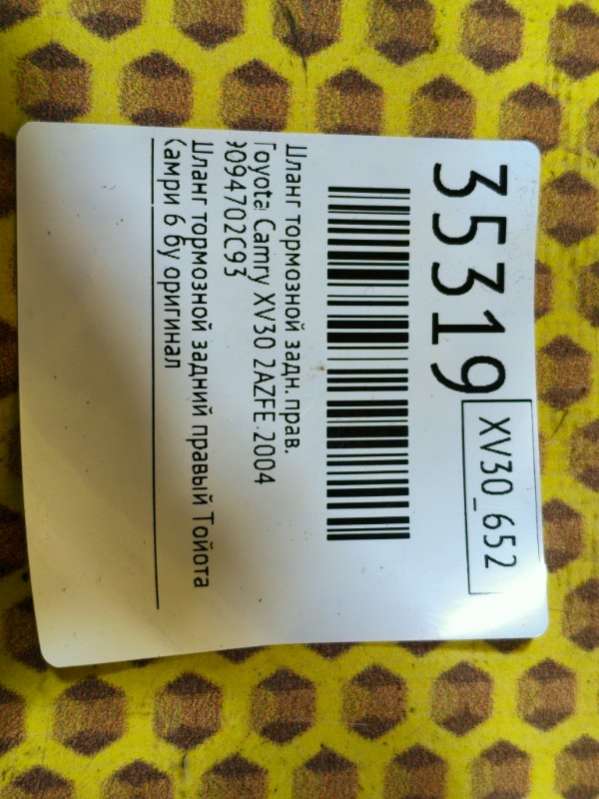 35319
XV30_652
Шланг тормозной задн. прав.
Toyota Camry XV30 2AZFE 2004
9094702C93
Шланг тормозной задний правый Тойота
Камри 6 бу оригинал